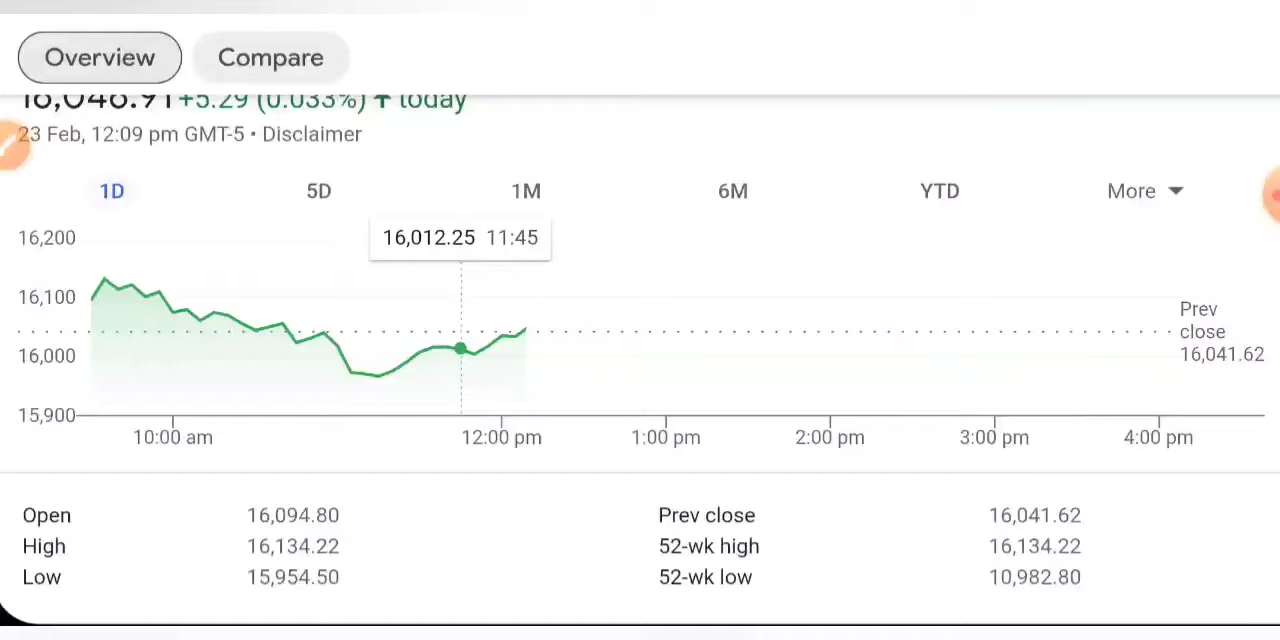 Overview Compare
16,046.91 +5.29 (0.033%) ↑ today
23 Feb, 12:09 pm GMT-5 • Disclaimer
1D 5D 1M 6M YTD More
16,012.25 11:45
16,200
16,100
16,000
15,900
Prev
close
16,041.62
10:00 am 12:00 pm 1:00 pm 2:00 pm 3:00 pm 4:00 pm
Open 16,094.80 Prev close 16,041.62
High 16,134.22 52-wk high 16,134.22
Low 15,954.50 52-wk low 10,982.80